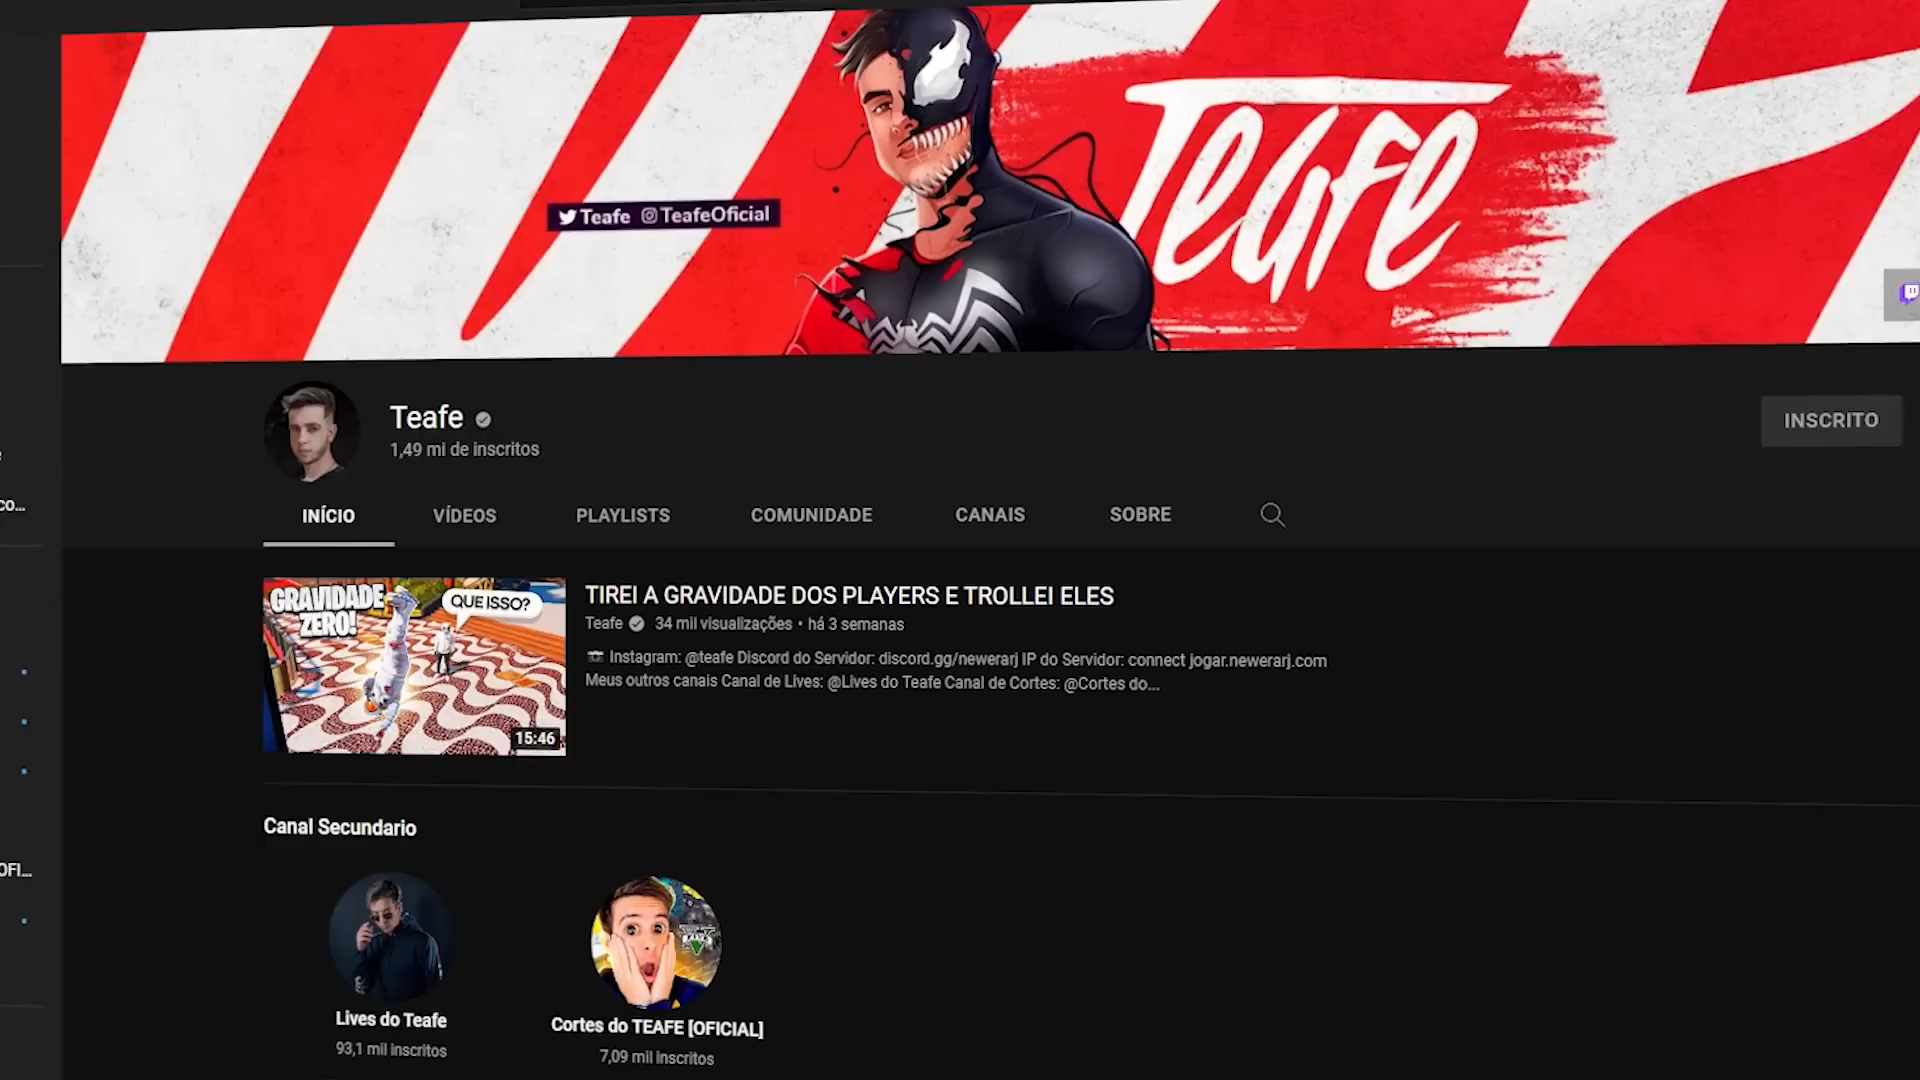 Teafe TeafeOficial
Teafe
Teafe
1,49 mi de inscritos
INSCRITO
INÍCIO VÍDEOS PLAYLISTS COMUNIDADE CANAIS SOBRE
co...
GRAVIDADE
ZERO!
QUE ISSO?
15:46
TIREI A GRAVIDADE DOS PLAYERS E TROLLEI ELES
Teafe 34 mil visualizações • há 3 semanas
Instagram: @teafe Discord do Servidor: discord.gg/newerarj IP do Servidor: connect jogar.newerarj.com
Meus outros canais Canal de Lives: @Lives do Teafe Canal de Cortes: @Cortes do...
Canal Secundario
OFI...
Lives do Teafe
93,1 mil inscritos
Cortes do TEAFE [OFICIAL]
7,09 mil inscritos